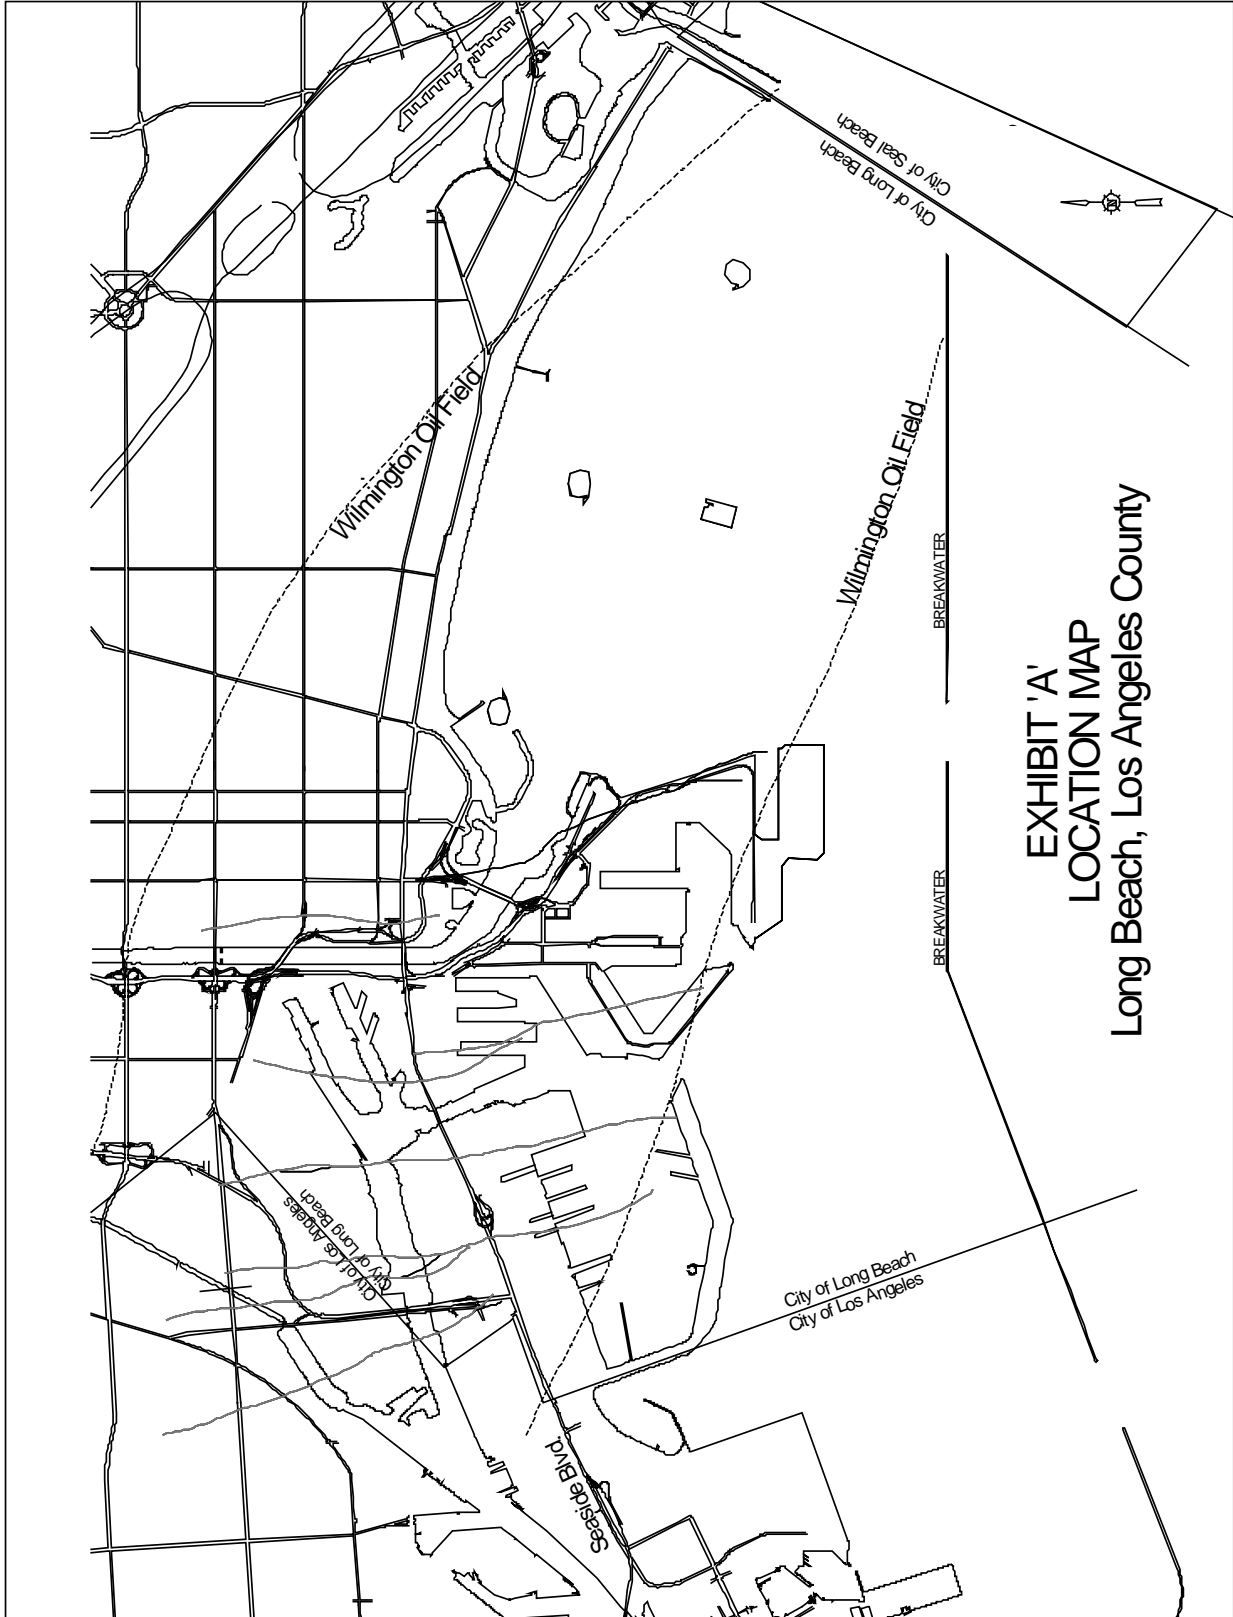 City of Seal Beach
City of Long Beach
N
Wilmington Oil Field
Wilmington Oil Field
BREAKWATER
BREAKWATER
City of Los Angeles
City of Long Beach
City of Long Beach
City of Los Angeles
Seaside Blvd.
EXHIBIT 'A'
LOCATION MAP
Long Beach, Los Angeles County